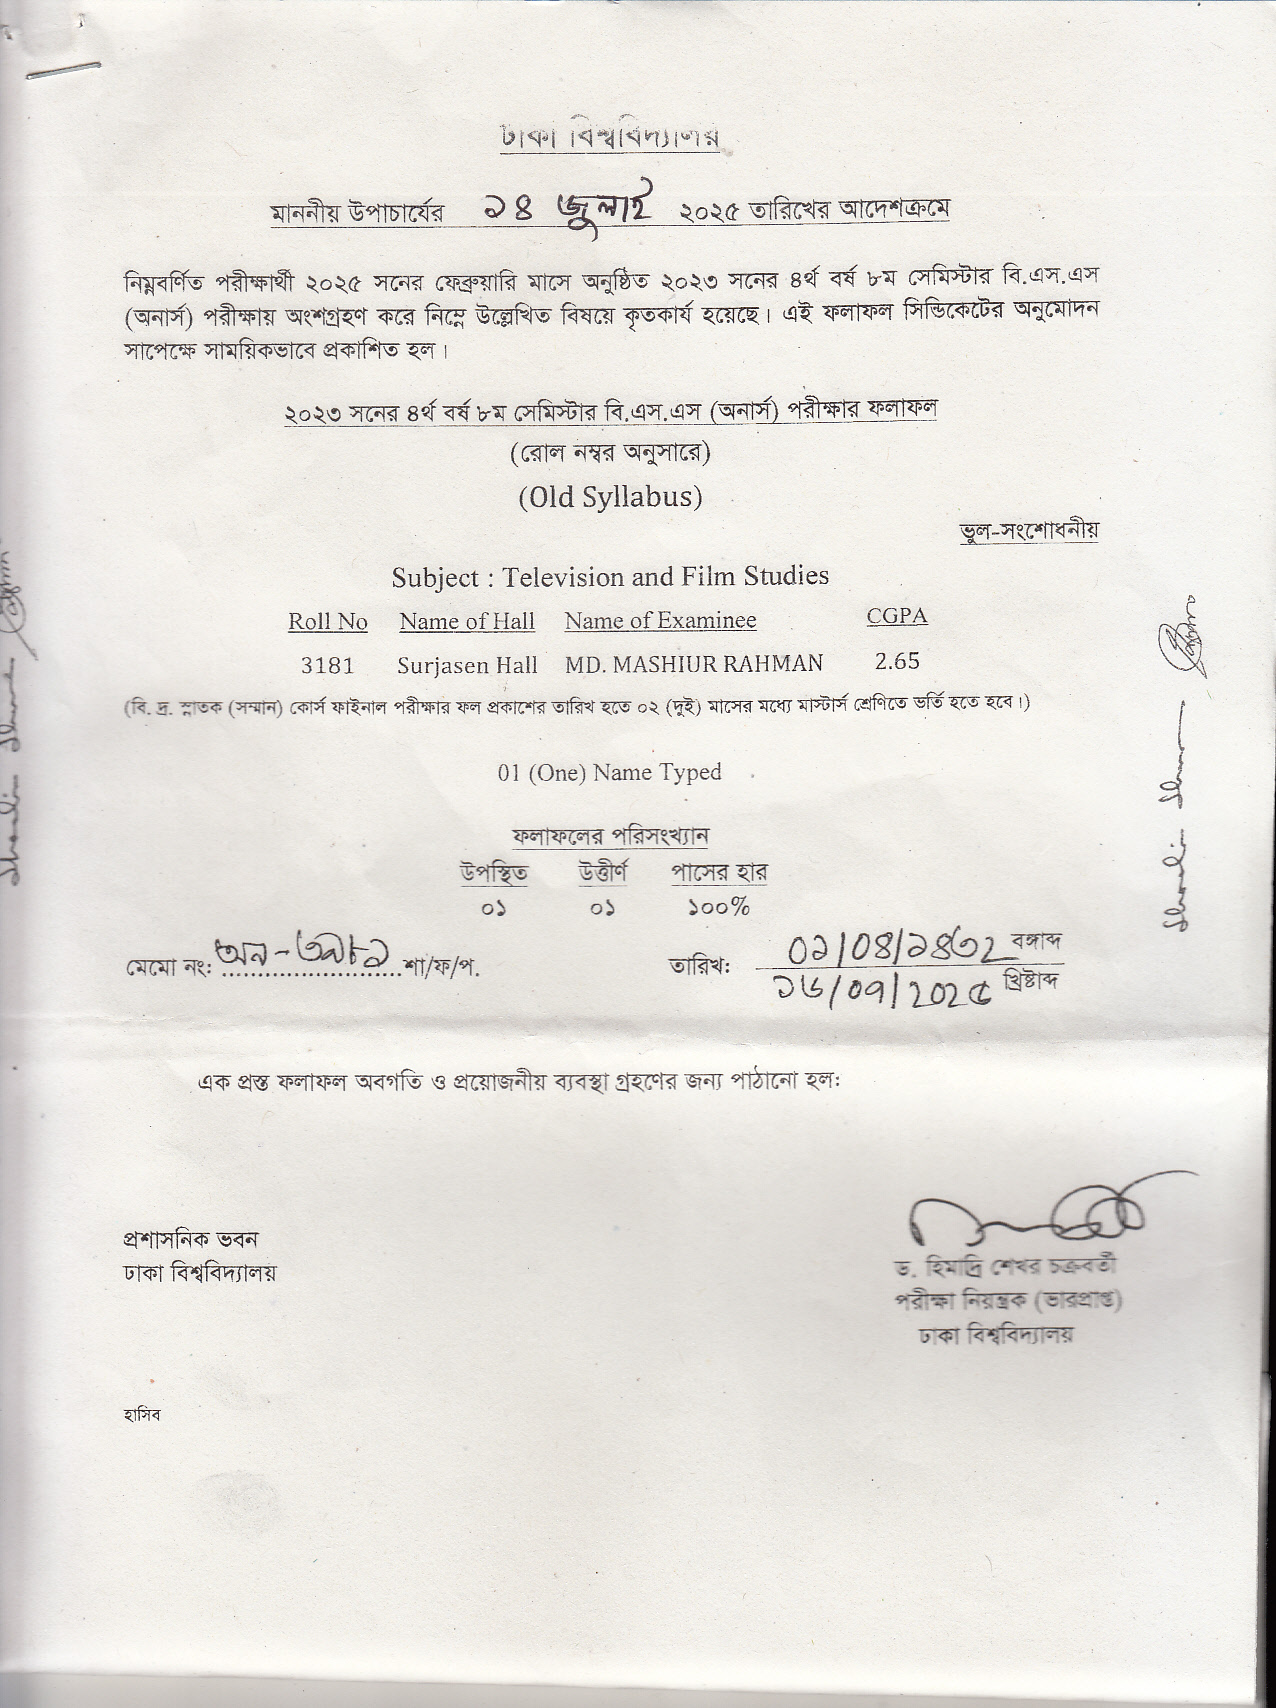 ঢাকা বিশ্ববিদ্যালয়
মাননীয় উপাচার্যের ১৪ জুলাই ২০২৫ তারিখের আদেশক্রমে
নিম্নবর্ণিত পরীক্ষার্থী ২০২৫ সনের ফেব্রুয়ারি মাসে অনুষ্ঠিত ২০২৩ সনের ৪র্থ বর্ষ ৮ম সেমিস্টার বি.এস.এস
(অনার্স) পরীক্ষায় অংশগ্রহণ করে নিম্নে উল্লেখিত বিষয়ে কৃতকার্য হয়েছে। এই ফলাফল সিন্ডিকেটের অনুমোদন
সাপেক্ষে সাময়িকভাবে প্রকাশিত হল।
২০২৩ সনের ৪র্থ বর্ষ ৮ম সেমিস্টার বি.এস.এস (অনার্স) পরীক্ষার ফলাফল
(রোল নম্বর অনুসারে)
(Old Syllabus)
ভুল-সংশোধনীয়
Subject : Television and Film Studies
Roll No Name of Hall Name of Examinee CGPA
3181 Surjasen Hall MD. MASHIUR RAHMAN 2.65
(বি. দ্র. স্নাতক (সম্মান) কোর্স ফাইনাল পরীক্ষার ফল প্রকাশের তারিখ হতে ০২ (দুই) মাসের মধ্যে মাস্টার্স শ্রেণিতে ভর্তি হতে হবে।)
01 (One) Name Typed
ফলাফলের পরিসংখ্যান
উপস্থিত উত্তীর্ণ পাসের হার
০১ ০১ ১০০%
মেমো নং: শা/ফ/প. তারিখ: ০১/০৪/১৪৩২ বঙ্গাব্দ
১৬/০৭/২০২৫ খ্রিষ্টাব্দ
এক প্রস্ত ফলাফল অবগতি ও প্রয়োজনীয় ব্যবস্থা গ্রহণের জন্য পাঠানো হল:
প্রশাসনিক ভবন
ঢাকা বিশ্ববিদ্যালয়
ড. হিমাদ্রি শেখর চক্রবর্তী
পরীক্ষা নিয়ন্ত্রক (ভারপ্রাপ্ত)
ঢাকা বিশ্ববিদ্যালয়
হাসিব